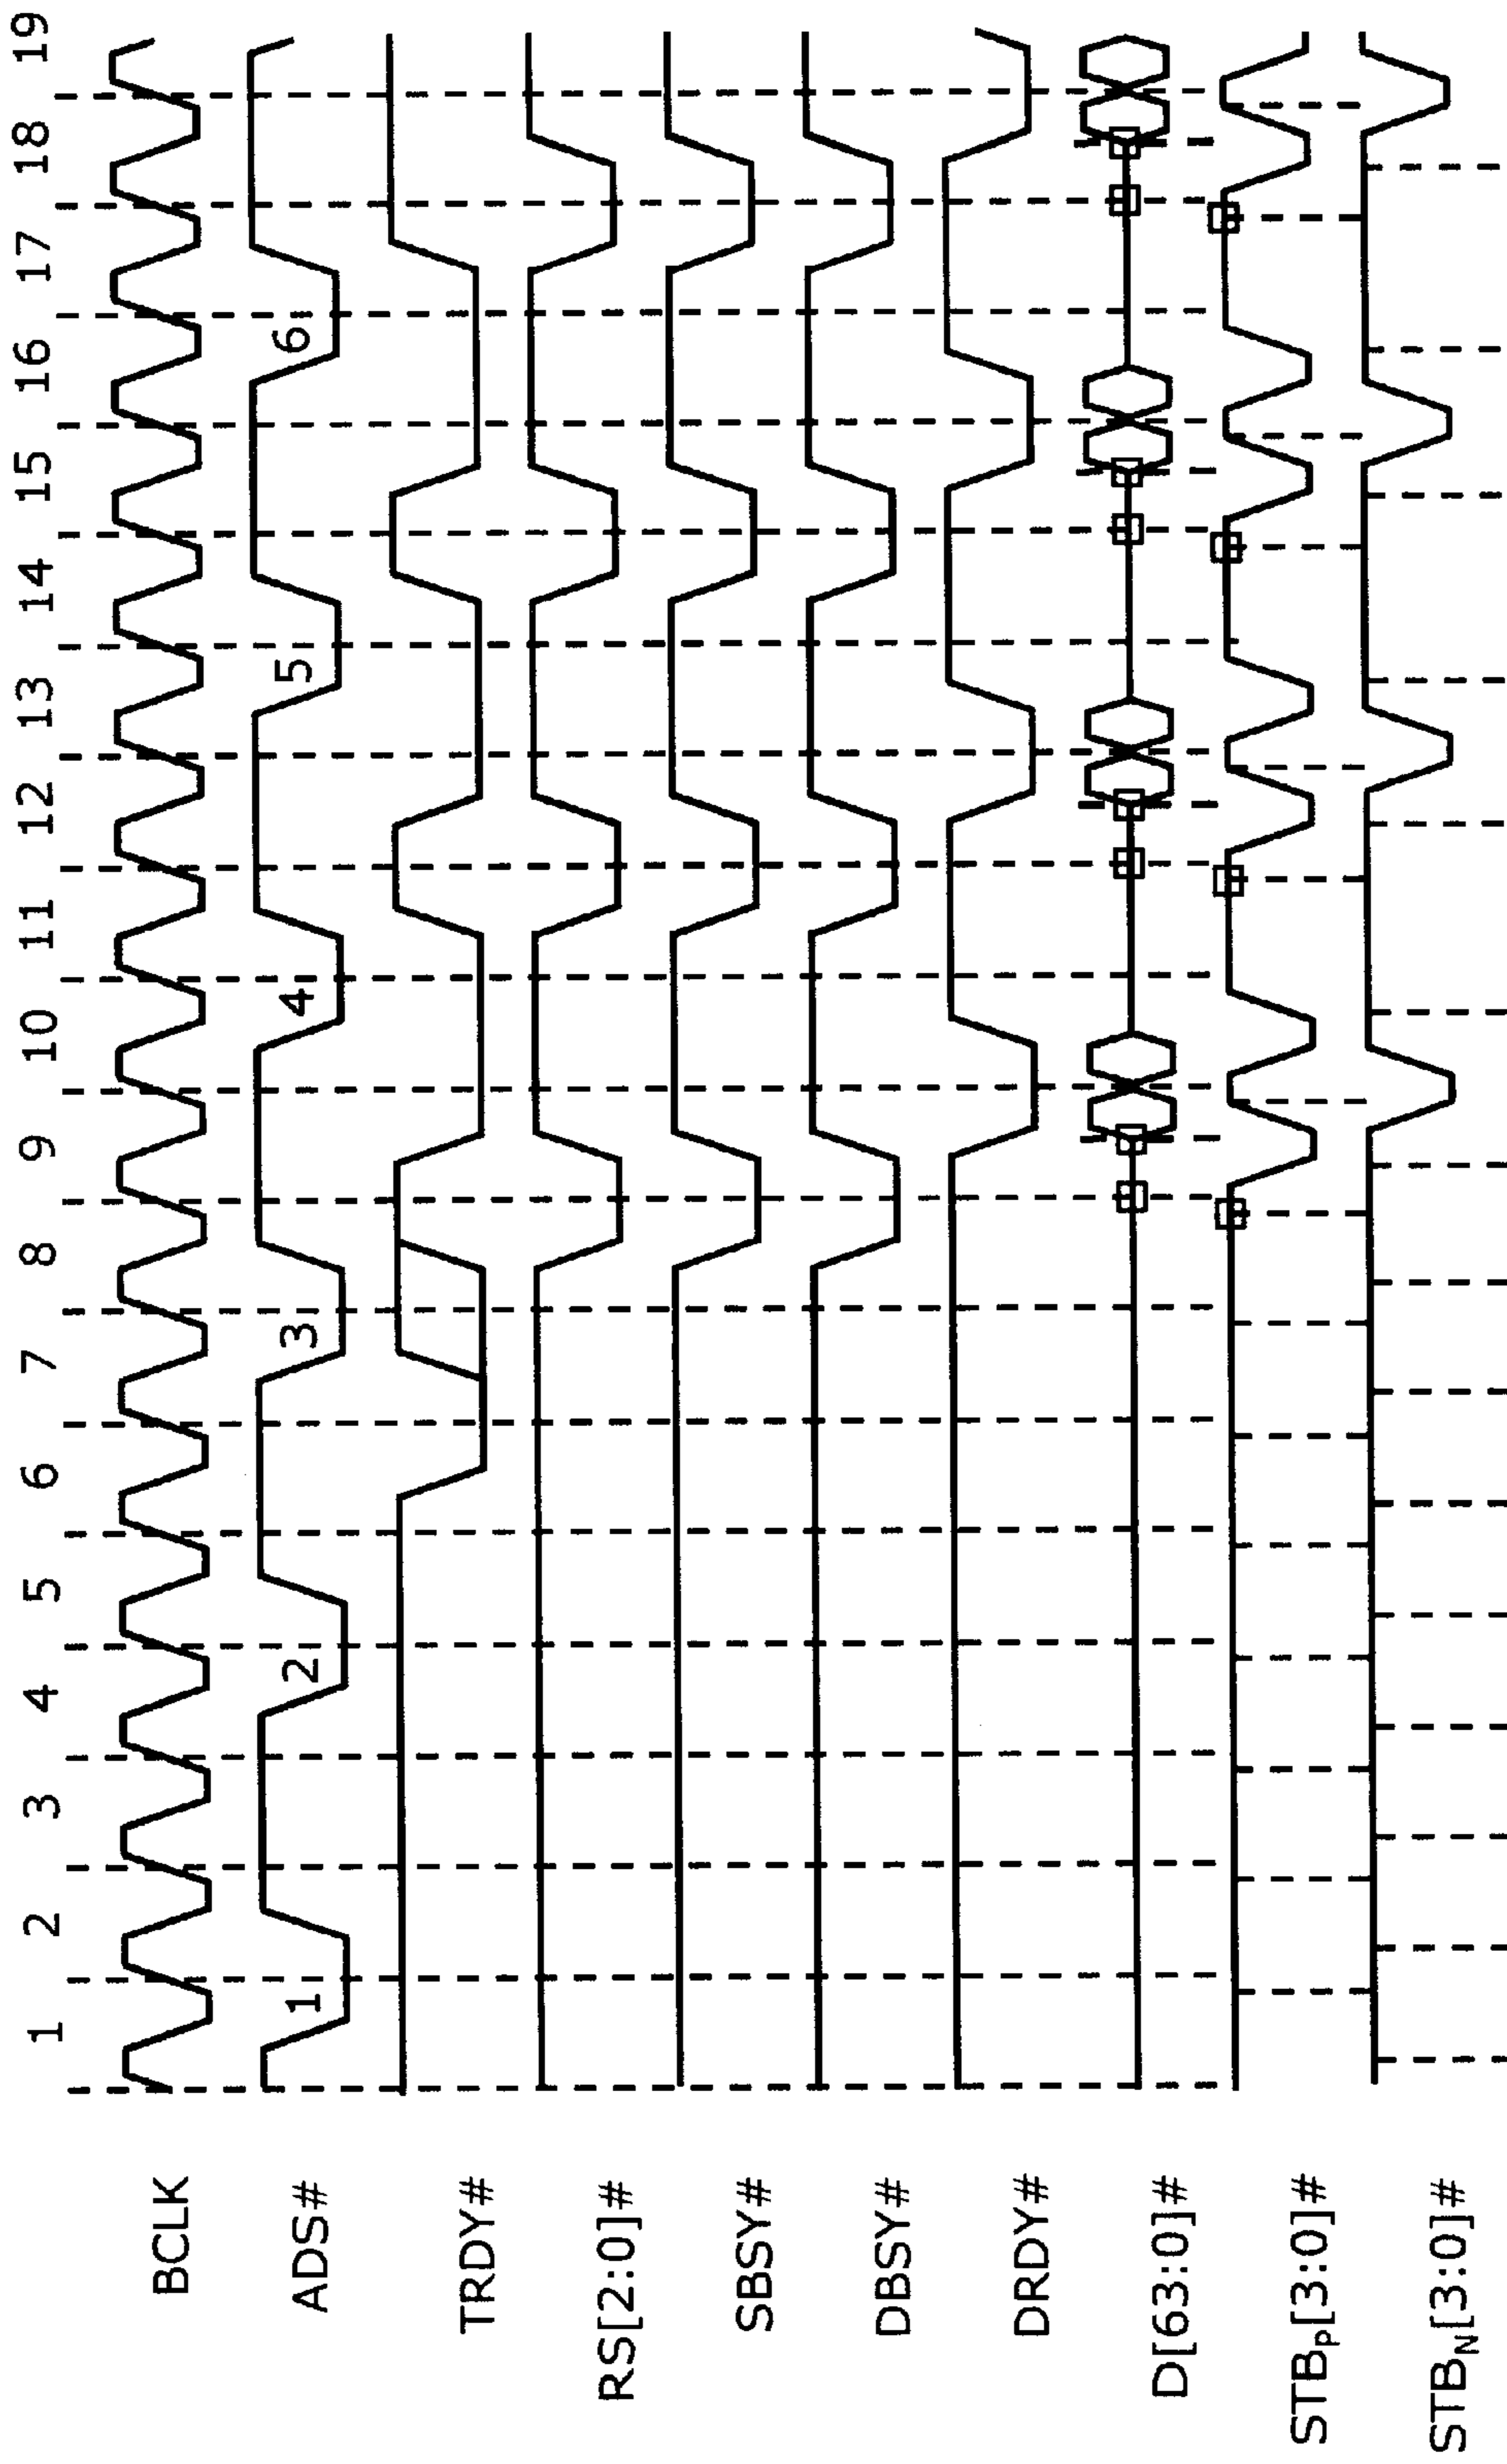 1 2 3 4 5 6 7 8 9 10 11 12 13 14 15 16 17 18 19
BCLK
ADS# 1 2 3 4 5 6
TRDY#
RS[2:0]#
SBSY#
DBSY#
DRDY#
D[63:0]#
STBP[3:0]#
STBN[3:0]#